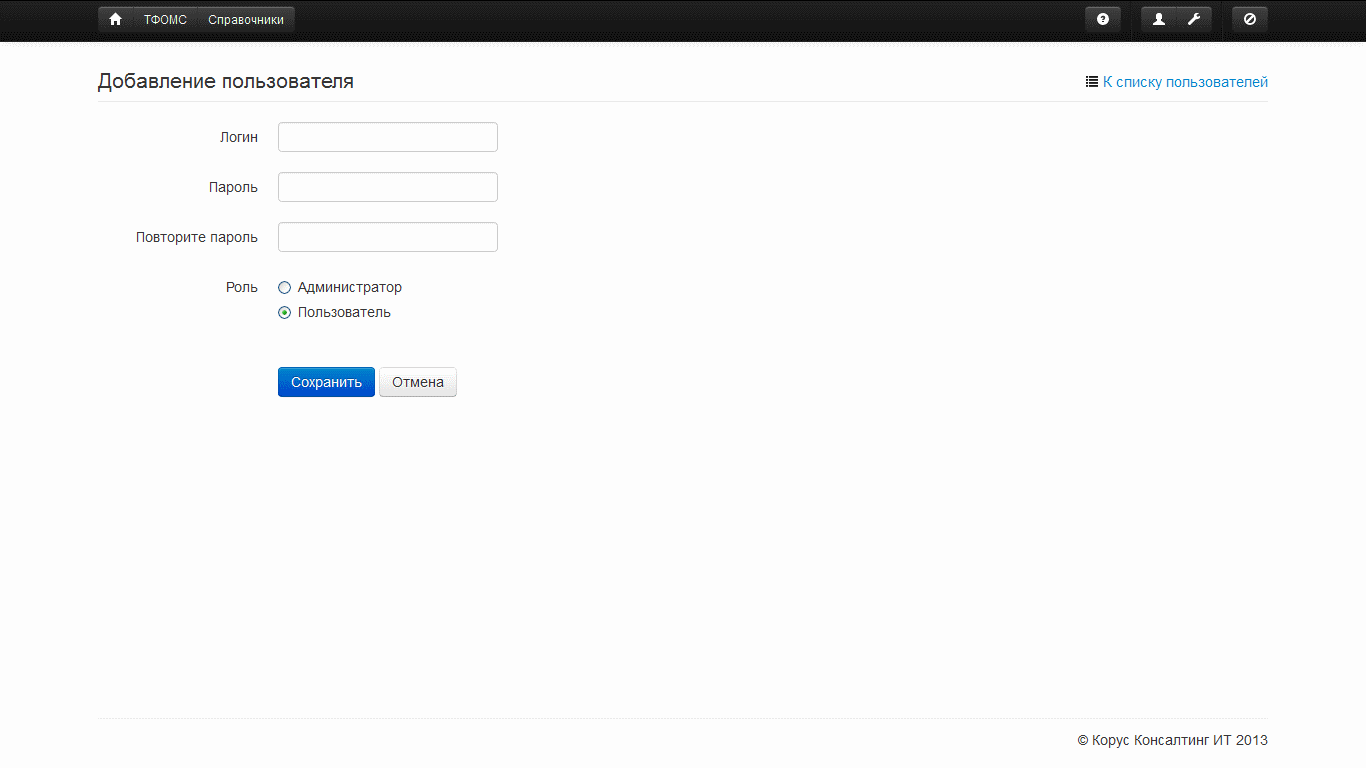 ТФОМС Справочники
Добавление пользователя
К списку пользователей
Логин
Пароль
Повторите пароль
Роль
Администратор
Пользователь
Сохранить Отмена
© Корус Консалтинг ИТ 2013